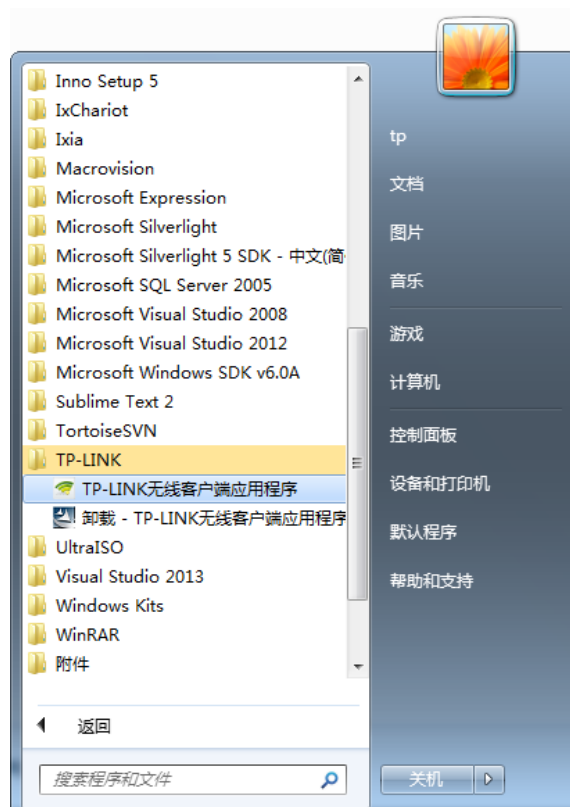 Inno Setup 5
IxChariot
Ixia
Macrovision
Microsoft Expression
Microsoft Silverlight
Microsoft Silverlight 5 SDK - 中文(简
Microsoft SQL Server 2005
Microsoft Visual Studio 2008
Microsoft Visual Studio 2012
Microsoft Windows SDK v6.0A
Sublime Text 2
TortoiseSVN
TP-LINK
TP-LINK无线客户端应用程序
卸载 - TP-LINK无线客户端应用程序
UltraISO
Visual Studio 2013
Windows Kits
WinRAR
附件
返回
搜索程序和文件
tp
文档
图片
音乐
游戏
计算机
控制面板
设备和打印机
默认程序
帮助和支持
关机